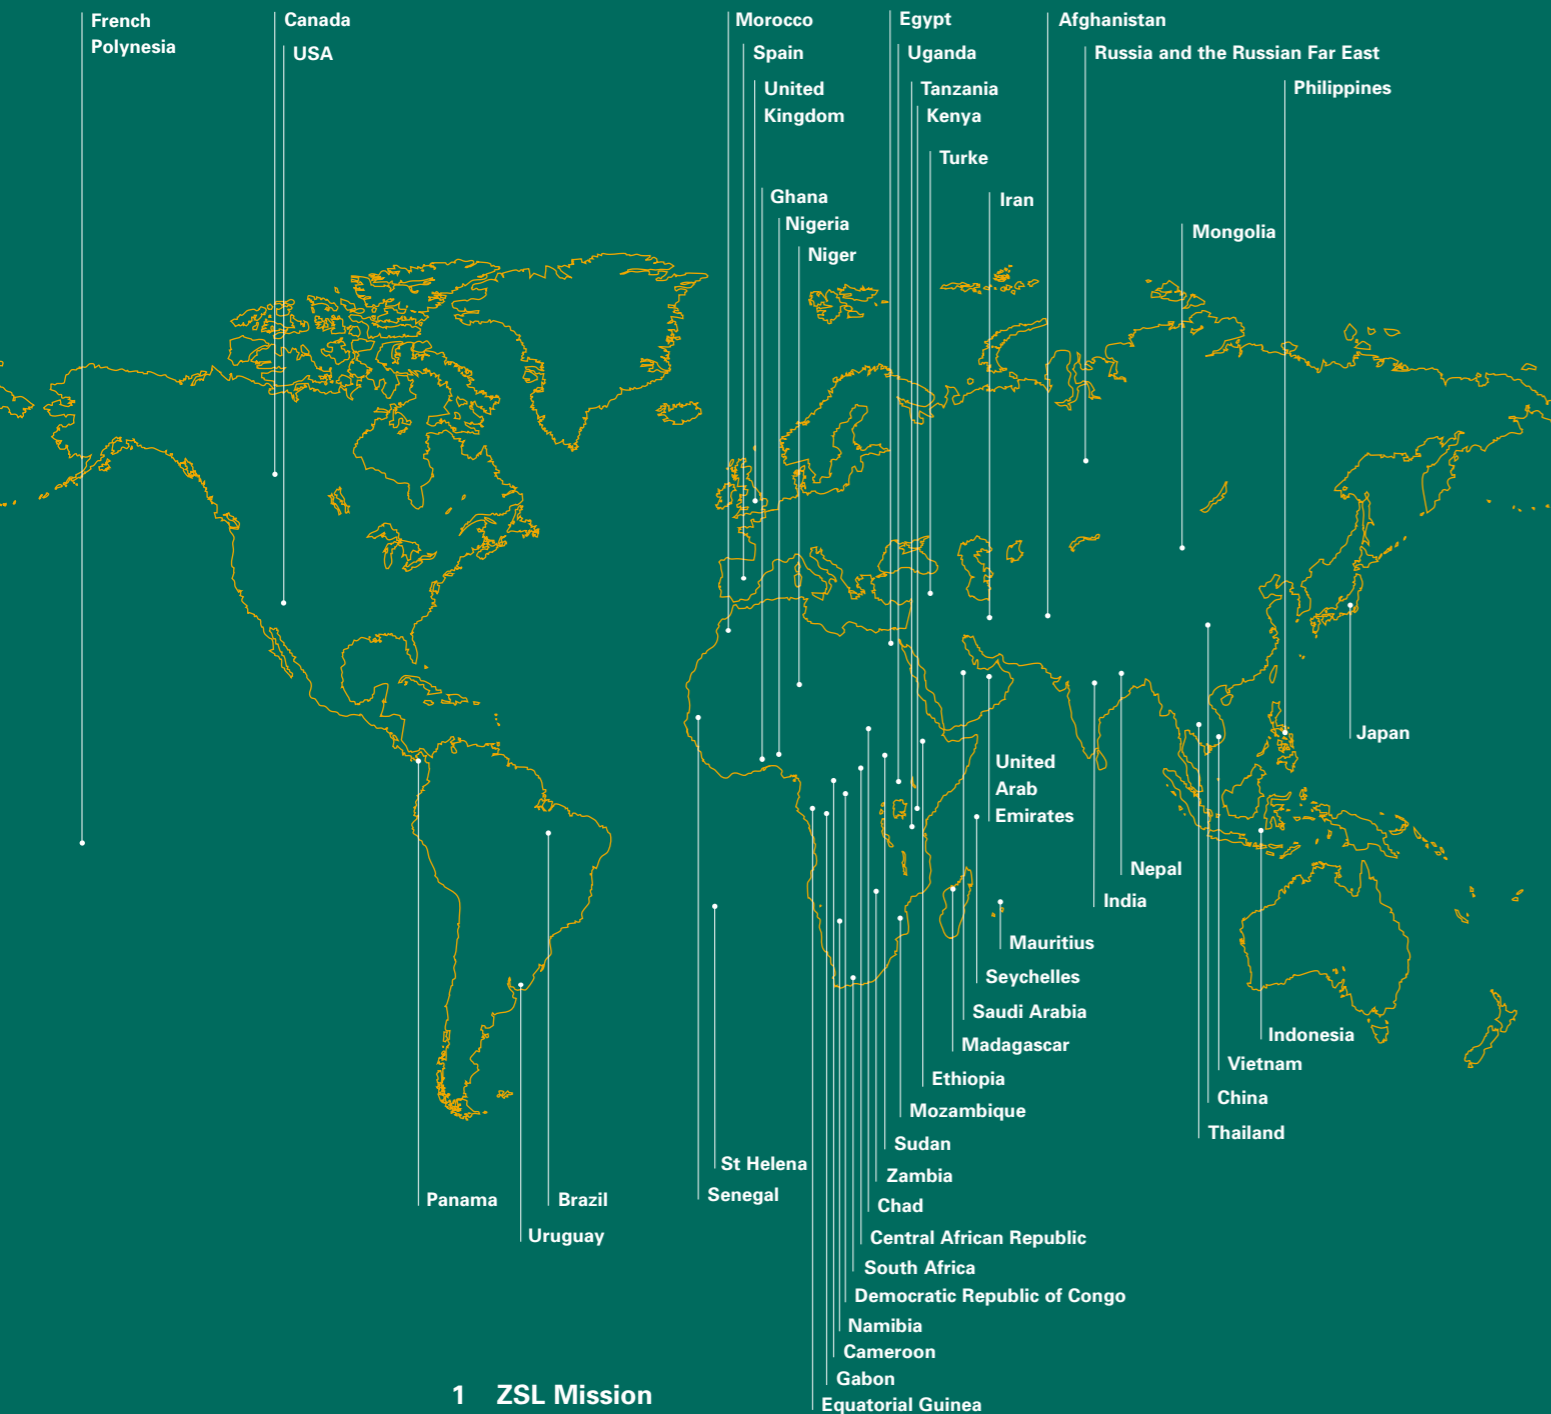 French
Polynesia
Canada
USA
Morocco
Spain
United
Kingdom
Ghana
Nigeria
Niger
Egypt
Uganda
Tanzania
Kenya
Turke
Iran
Afghanistan
Russia and the Russian Far East
Philippines
Mongolia
Japan
United
Arab
Emirates
Nepal
India
Mauritius
Seychelles
Saudi Arabia
Madagascar
Ethiopia
Mozambique
Sudan
Zambia
Chad
Central African Republic
South Africa
Democratic Republic of Congo
Namibia
Cameroon
Gabon
Equatorial Guinea
Indonesia
Vietnam
China
Thailand
St Helena
Senegal
Panama
Brazil
Uruguay
1 ZSL Mission